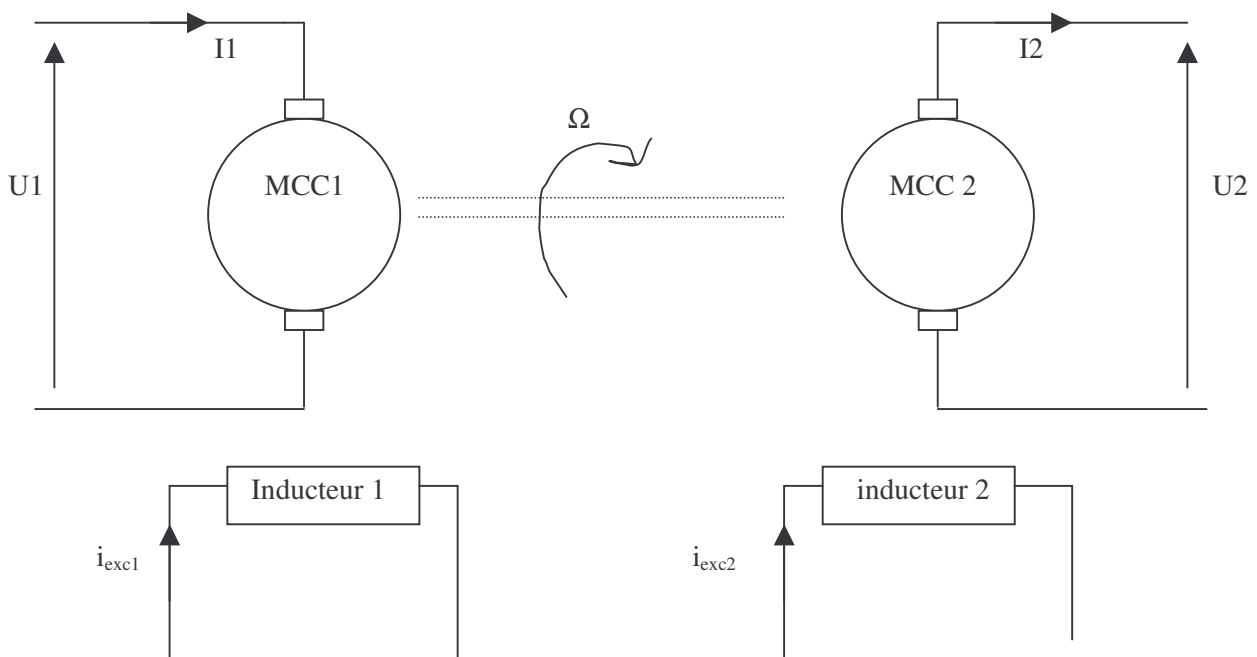 I1
I2
Ω
U1
MCC1
MCC 2
U2
Inducteur 1
inducteur 2
iexc1
iexc2